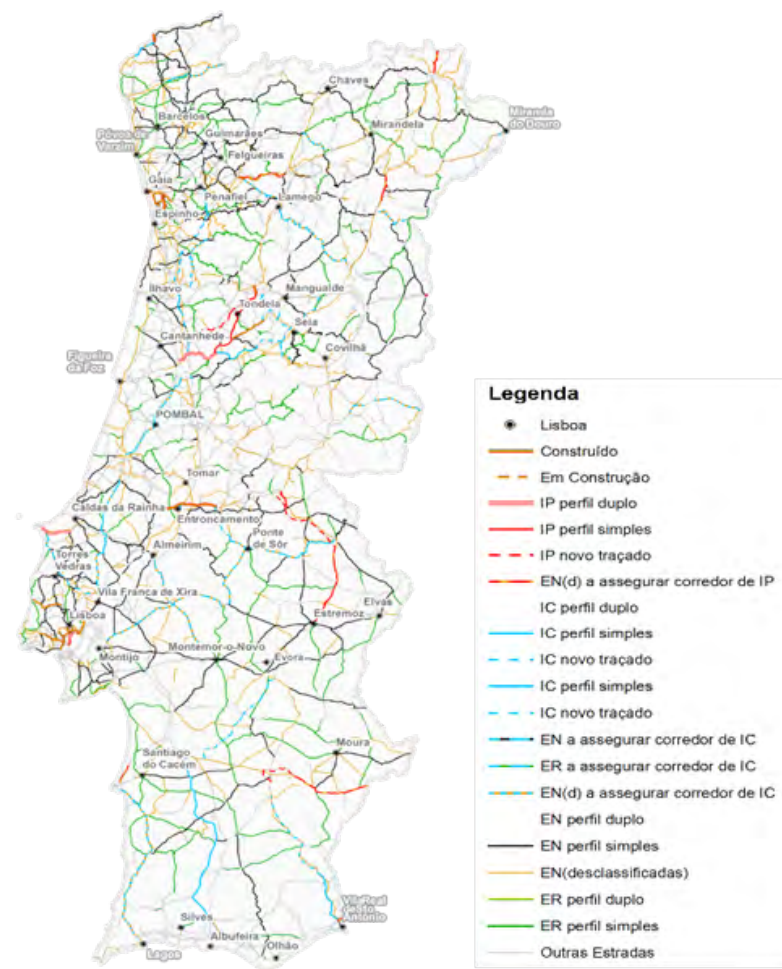 Chaves
Miranda
do Douro
Barcelos
Mirandela
Póvoa de
Varzim
Guimarães
Felgueiras
Gaia
Penafiel
Lamego
Espinho
Ílhavo
Mangualde
Tondela
Seia
Cantanhede
Covilhã
Figueira
da Foz
POMBAL
Tomar
Caldas da Rainha
Entroncamento
Ponte
de Sôr
Almeirim
Torres
Vedras
Vila Franca de Xira
Elvas
Estremoz
Lisboa
Montijo
Montemor-o-Novo
Évora
Moura
Santiago
do Cacém
Vila Real
de Sto
António
Silves
Albufeira
Olhão
Lagos
Legenda
Lisboa
Construído
Em Construção
IP perfil duplo
IP perfil simples
IP novo traçado
EN(d) a assegurar corredor de IP
IC perfil duplo
IC perfil simples
IC novo traçado
IC perfil simples
IC novo traçado
EN a assegurar corredor de IC
ER a assegurar corredor de IC
EN(d) a assegurar corredor de IC
EN perfil duplo
EN perfil simples
EN(desclassificadas)
ER perfil duplo
ER perfil simples
Outras Estradas